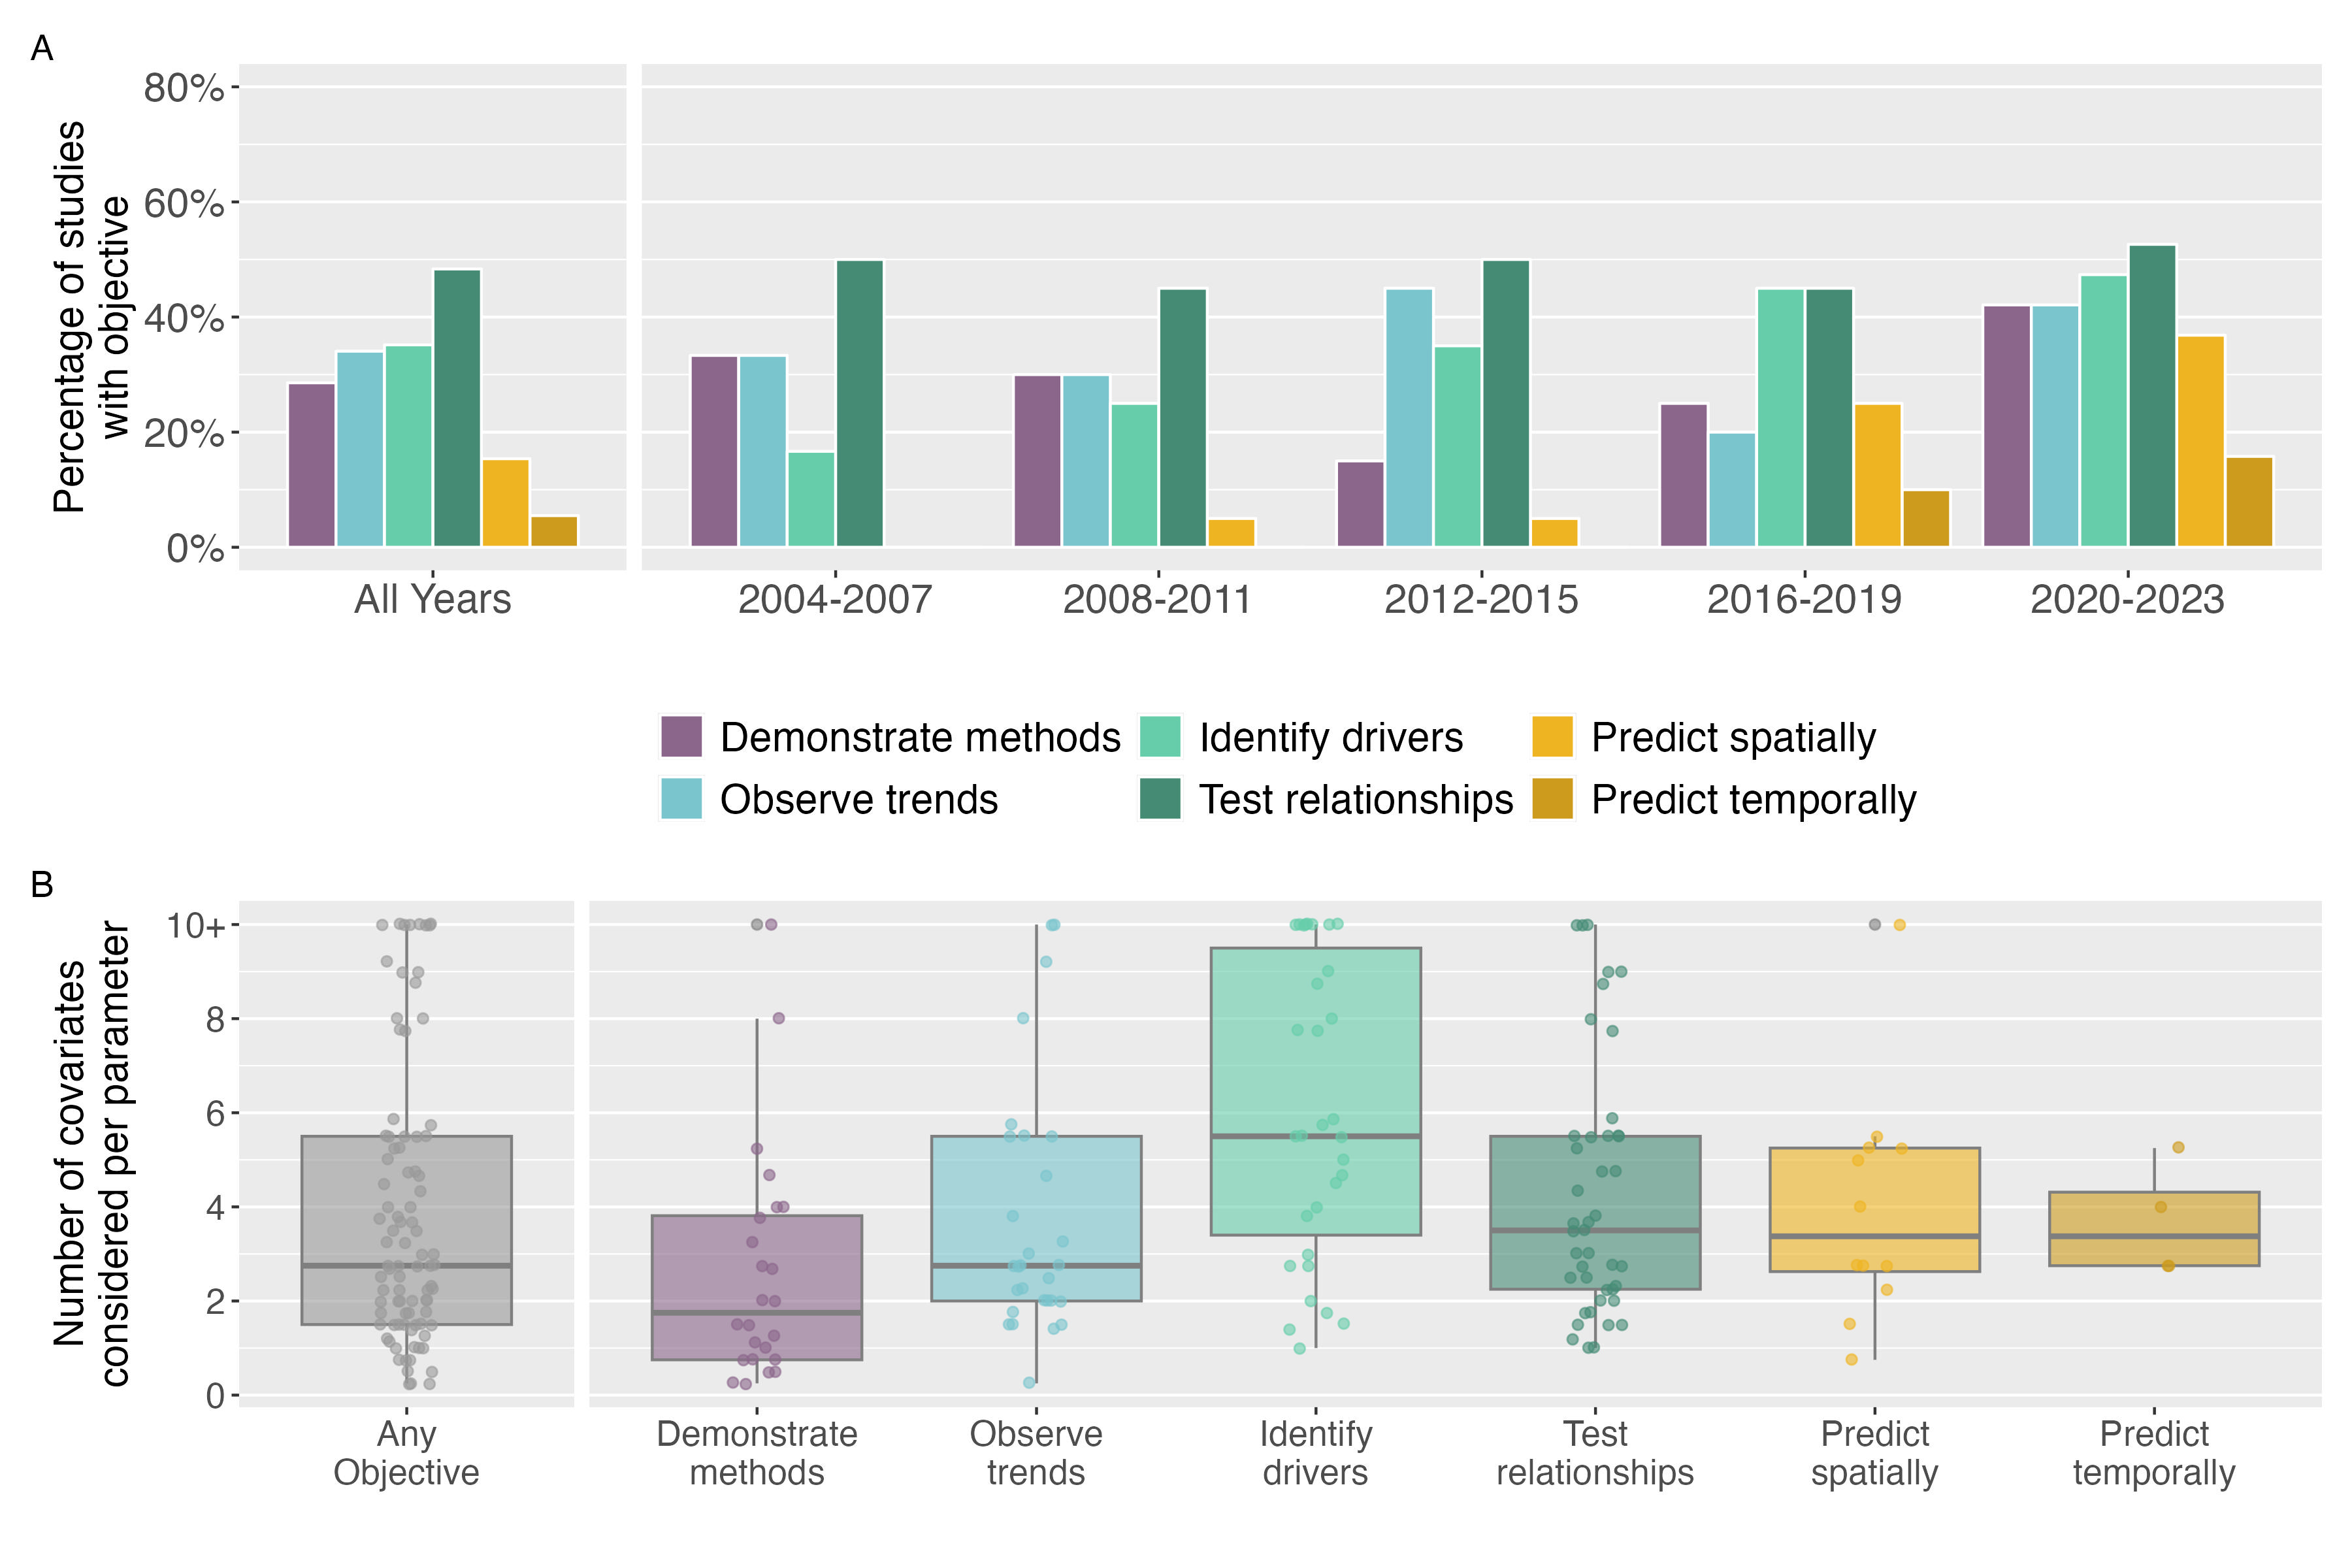 A
Percentage of studies
with objective
80%
60%
40%
20%
0%
All Years
2004-2007
2008-2011
2012-2015
2016-2019
2020-2023
Demonstrate methods
Identify drivers
Predict spatially
Observe trends
Test relationships
Predict temporally
B
Number of covariates
considered per parameter
10+
8
6
4
2
0
Any
Objective
Demonstrate
methods
Observe
trends
Identify
drivers
Test
relationships
Predict
spatially
Predict
temporally